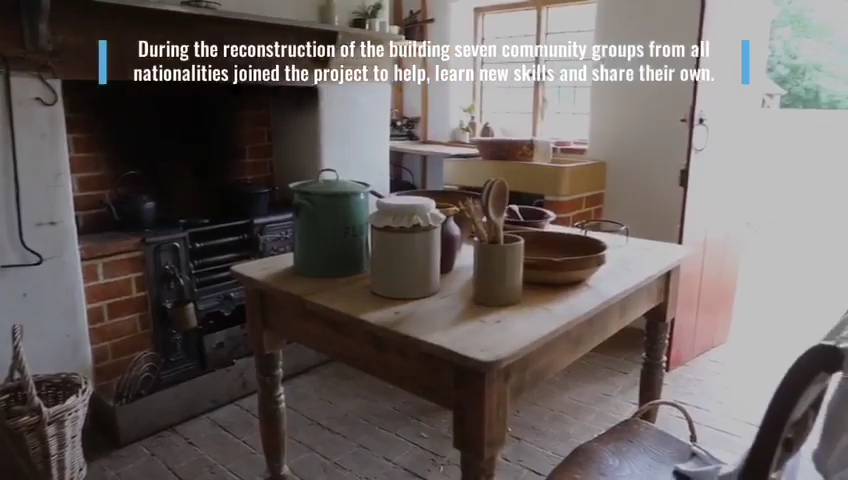 During the reconstruction of the building seven community groups from all
nationalities joined the project to help, learn new skills and share their own.